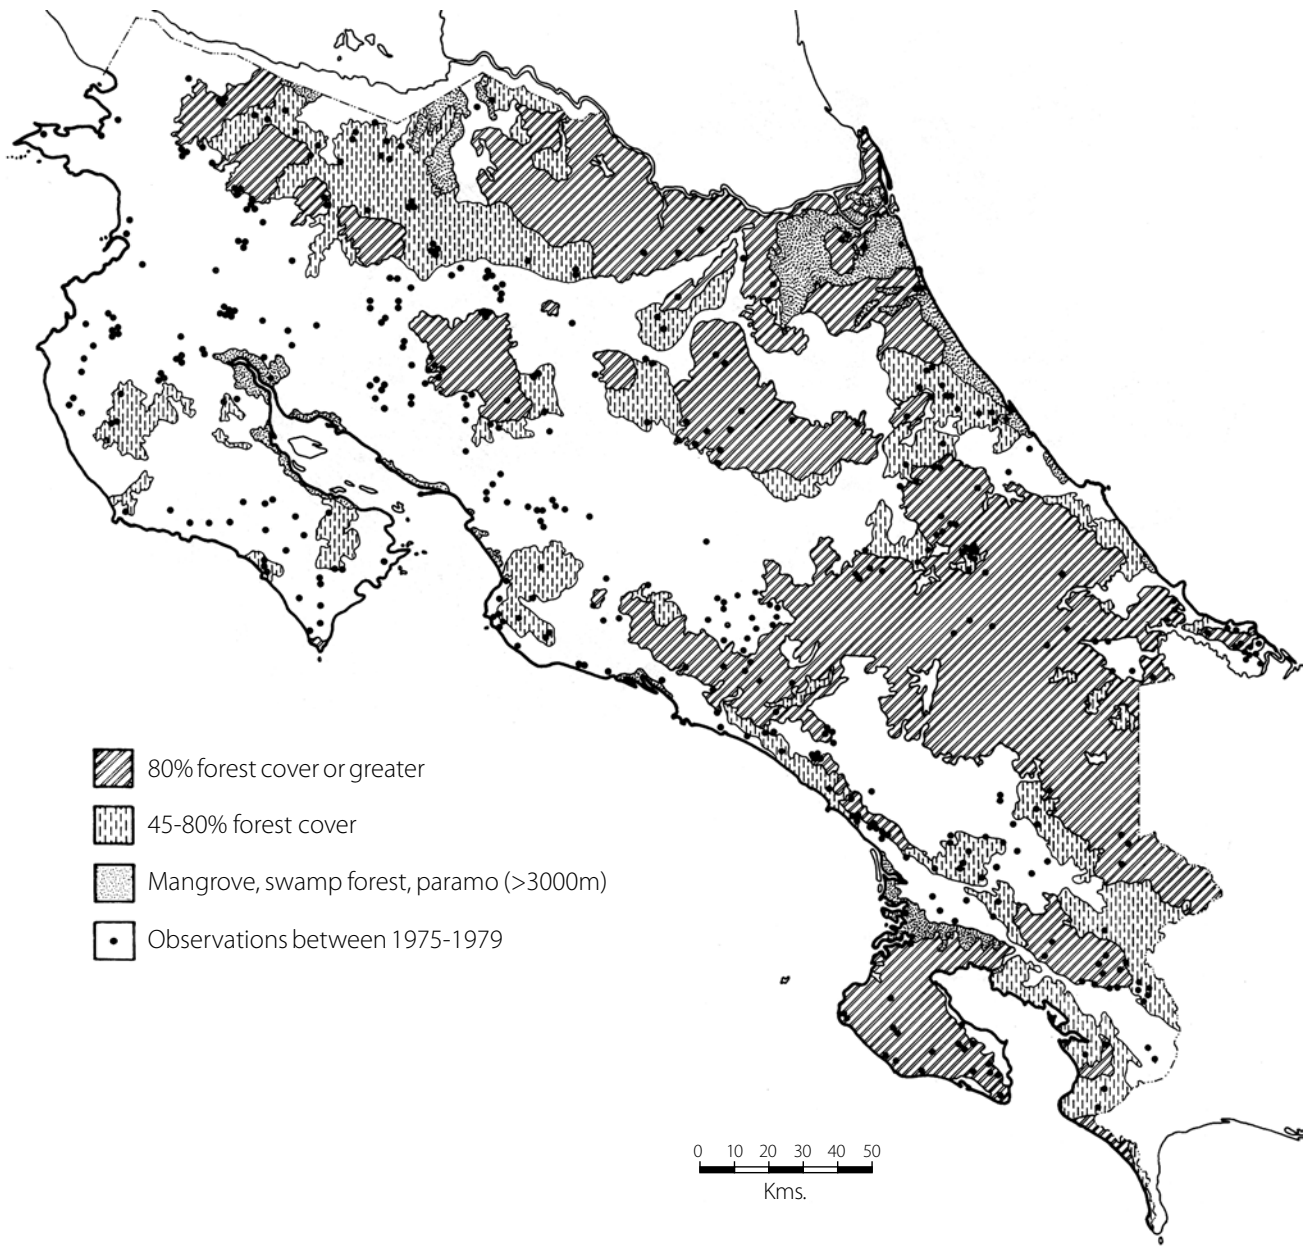 80% forest cover or greater
45-80% forest cover
Mangrove, swamp forest, paramo (>3000m)
Observations between 1975-1979
0 10 20 30 40 50
Kms.